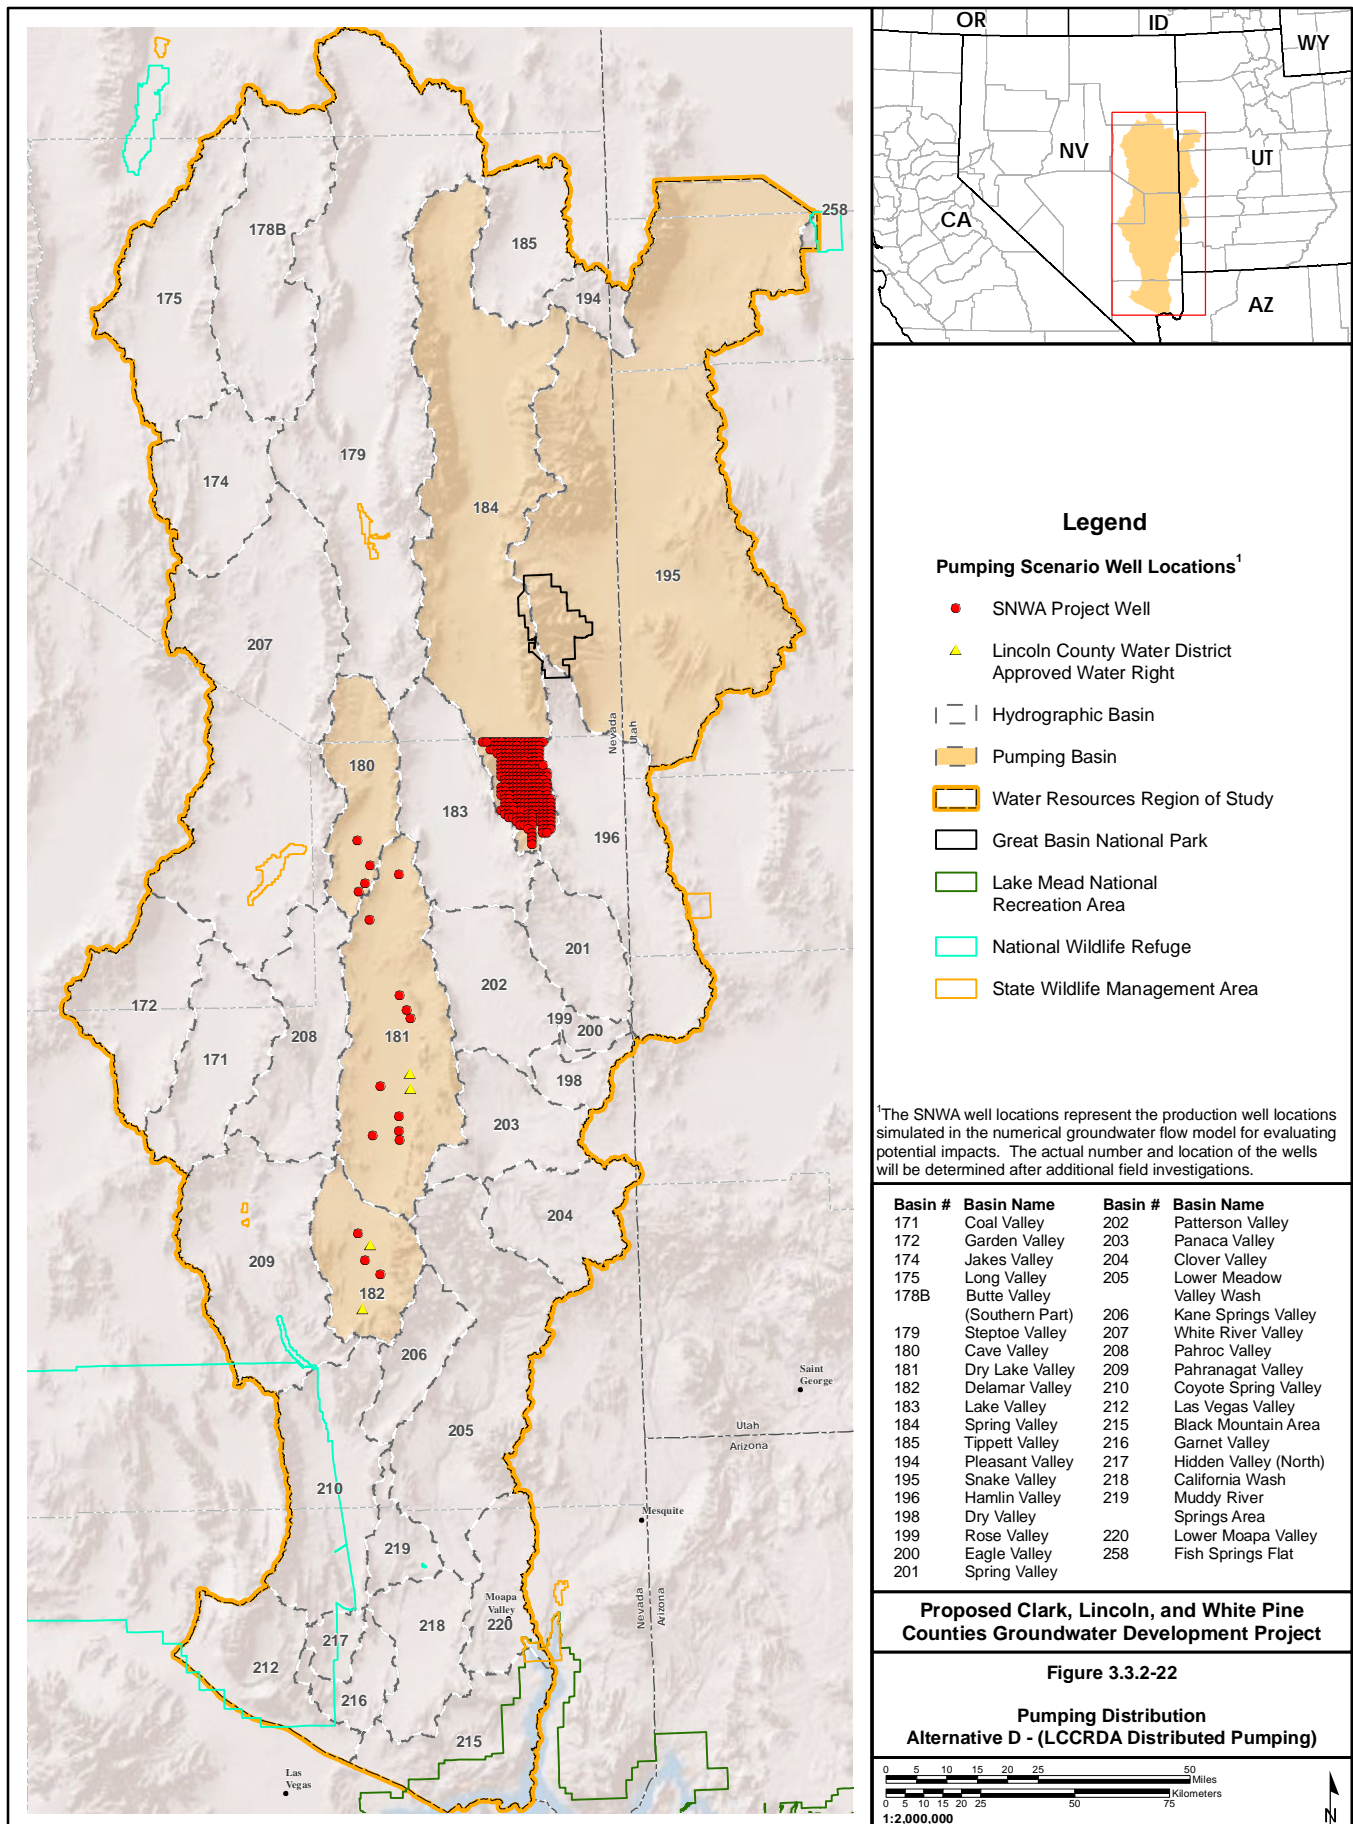 258
185
178B
194
175
179
174
184
195
207
Nevada
Utah
180
183
196
201
202
172
199
200
208
181
171
198
203
204
209
182
206
Saint
George
205
Utah
Arizona
210
Mesquite
219
Moapa
Valley
218
220
Nevada
Arizona
217
212
216
215
Las
Vegas
OR
ID
WY
NV
UT
CA
AZ
Legend
Pumping Scenario Well Locations1
SNWA Project Well
Lincoln County Water District
Approved Water Right
Hydrographic Basin
Pumping Basin
Water Resources Region of Study
Great Basin National Park
Lake Mead National
Recreation Area
National Wildlife Refuge
State Wildlife Management Area
1The SNWA well locations represent the production well locations
simulated in the numerical groundwater flow model for evaluating
potential impacts. The actual number and location of the wells
will be determined after additional field investigations.
Basin # Basin Name Basin # Basin Name
171 Coal Valley 202 Patterson Valley
172 Garden Valley 203 Panaca Valley
174 Jakes Valley 204 Clover Valley
175 Long Valley 205 Lower Meadow
178B Butte Valley Valley Wash
(Southern Part) 206 Kane Springs Valley
179 Steptoe Valley 207 White River Valley
180 Cave Valley 208 Pahroc Valley
181 Dry Lake Valley 209 Pahranagat Valley
182 Delamar Valley 210 Coyote Spring Valley
183 Lake Valley 212 Las Vegas Valley
184 Spring Valley 215 Black Mountain Area
185 Tippett Valley 216 Garnet Valley
194 Pleasant Valley 217 Hidden Valley (North)
195 Snake Valley 218 California Wash
196 Hamlin Valley 219 Muddy River
198 Dry Valley Springs Area
199 Rose Valley 220 Lower Moapa Valley
200 Eagle Valley 258 Fish Springs Flat
201 Spring Valley
Proposed Clark, Lincoln, and White Pine
Counties Groundwater Development Project
Figure 3.3.2-22
Pumping Distribution
Alternative D - (LCCRDA Distributed Pumping)
0 5 10 15 20 25 50
Miles
Kilometers
0 5 10 15 20 25 50 75
1:2,000,000
N